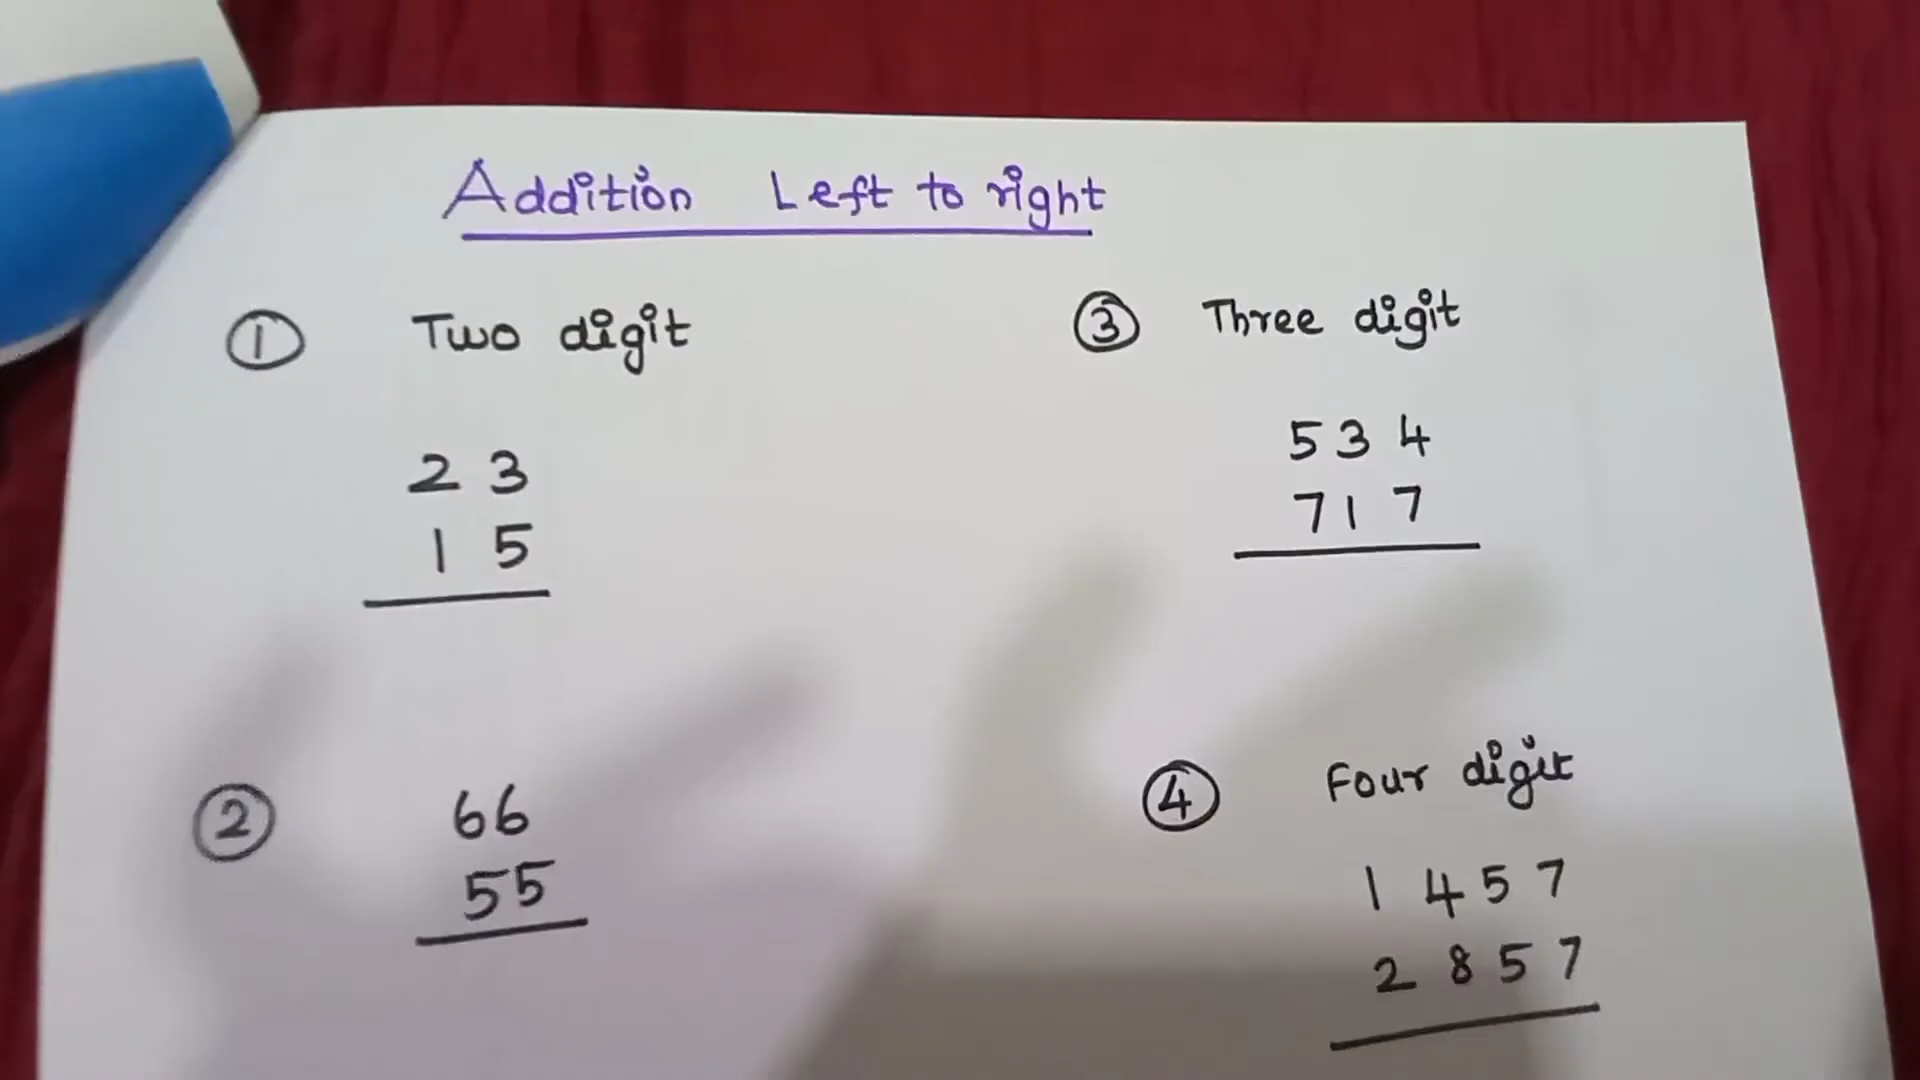 Addition Left to right
① Two digit
2 3
1 5
② 66
55
③ Three digit
5 3 4
7 1 7
④ Four digit
1 4 5 7
2 8 5 7